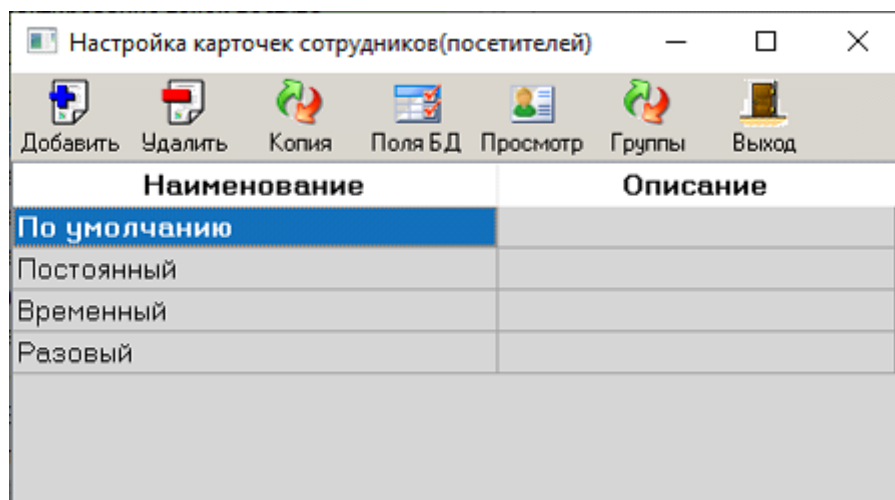 Настройка карточек сотрудников(посетителей)
Добавить Удалить Копия Поля БД Просмотр Группы Выход
Наименование Описание
По умолчанию
Постоянный
Временный
Разовый